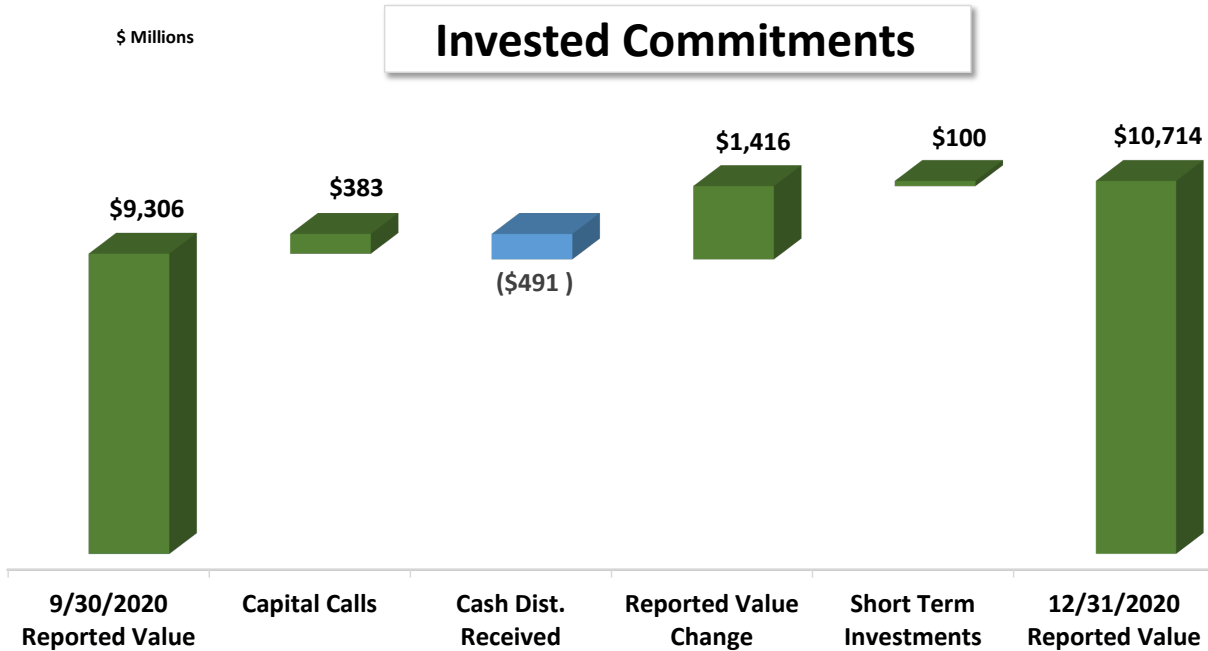 $ Millions
Invested Commitments
$9,306
$383
($491 )
$1,416
$100
$10,714
9/30/2020
Reported Value
Capital Calls
Cash Dist.
Received
Reported Value
Change
Short Term
Investments
12/31/2020
Reported Value